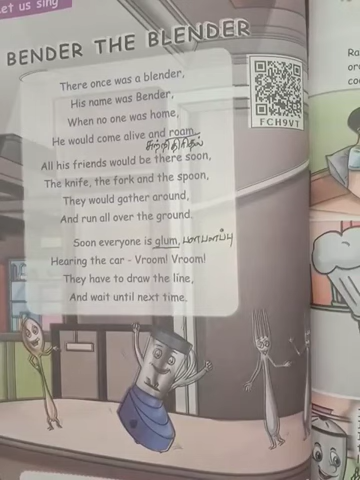 Let us sing
BENDER THE BLENDER
There once was a blender,
His name was Bender,
When no one was home,
He would come alive and roam.
சுற்றித்திரிதல்
FCH9VT
All his friends would be there soon,
The knife, the fork and the spoon,
They would gather around,
And run all over the ground.
Soon everyone is glum,
Hearing the car - Vroom! Vroom!
They have to draw the line,
And wait until next time.
Ra